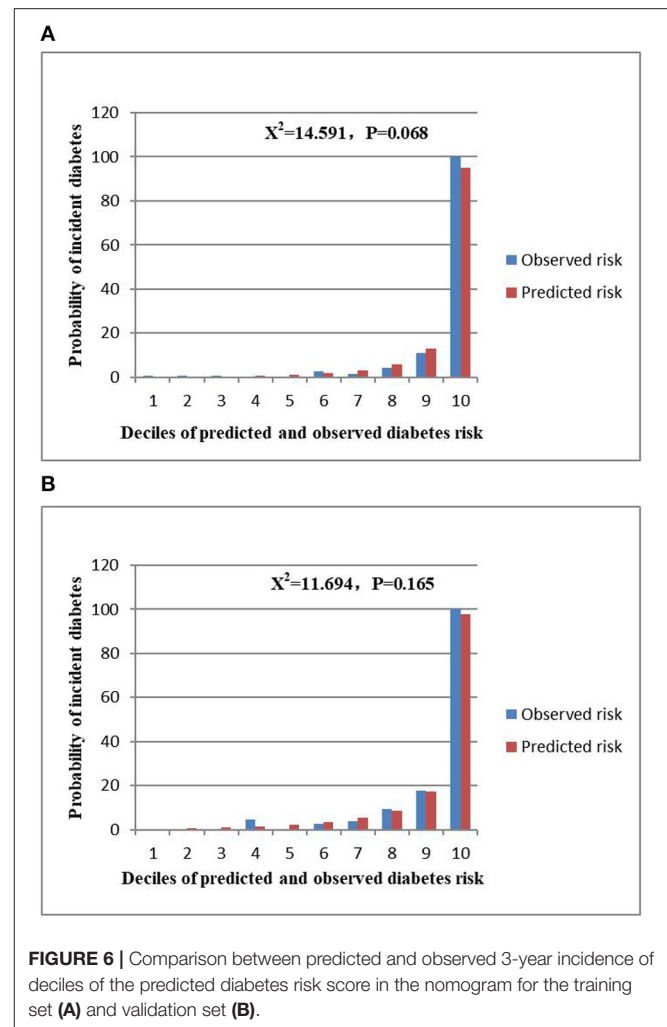 A
X²=14.591，P=0.068
Probability of incident diabetes
120
100
80
60
40
20
0
1 2 3 4 5 6 7 8 9 10
Deciles of predicted and observed diabetes risk
Observed risk
Predicted risk
B
X²=11.694，P=0.165
Probability of incident diabetes
120
100
80
60
40
20
0
1 2 3 4 5 6 7 8 9 10
Deciles of predicted and observed diabetes risk
Observed risk
Predicted risk
FIGURE 6 | Comparison between predicted and observed 3-year incidence of
deciles of the predicted diabetes risk score in the nomogram for the training
set (A) and validation set (B).